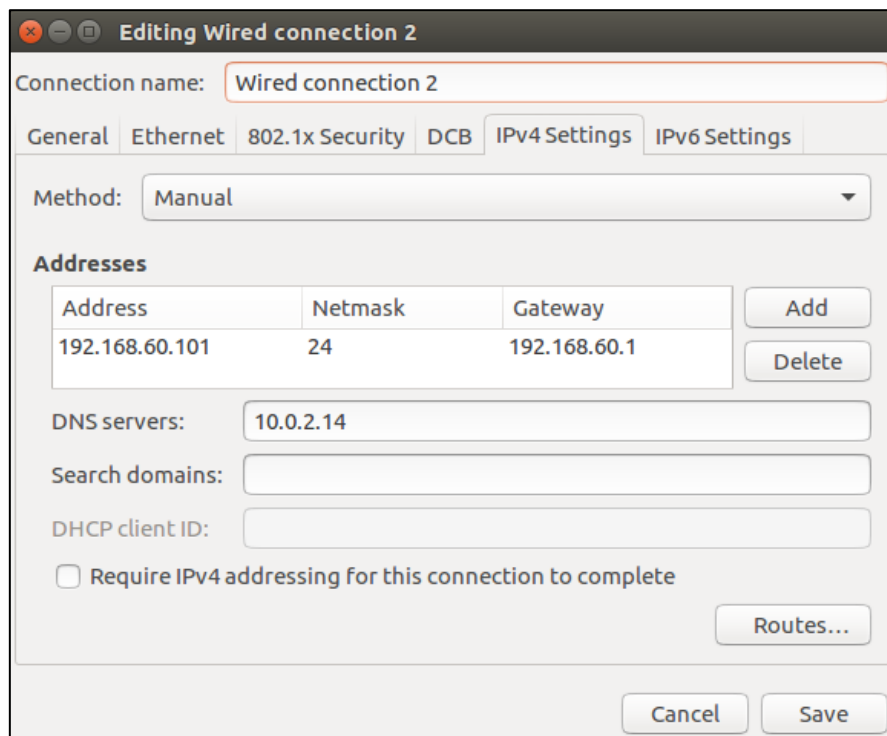 Editing Wired connection 2
Connection name: Wired connection 2
General Ethernet 802.1x Security DCB IPv4 Settings IPv6 Settings
Method: Manual
Addresses
Address Netmask Gateway Add
192.168.60.101 24 192.168.60.1
Delete
DNS servers: 10.0.2.14
Search domains:
DHCP client ID:
Require IPv4 addressing for this connection to complete
Routes...
Cancel Save